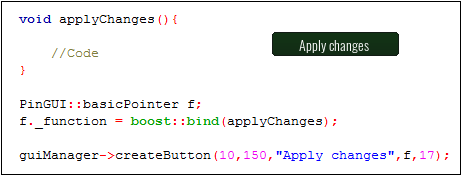 void applyChanges(){
Apply changes
//Code
}
PinGUI::basicPointer f;
f._function = boost::bind(applyChanges);
guiManager->createButton(10,150,"Apply changes",f,17);